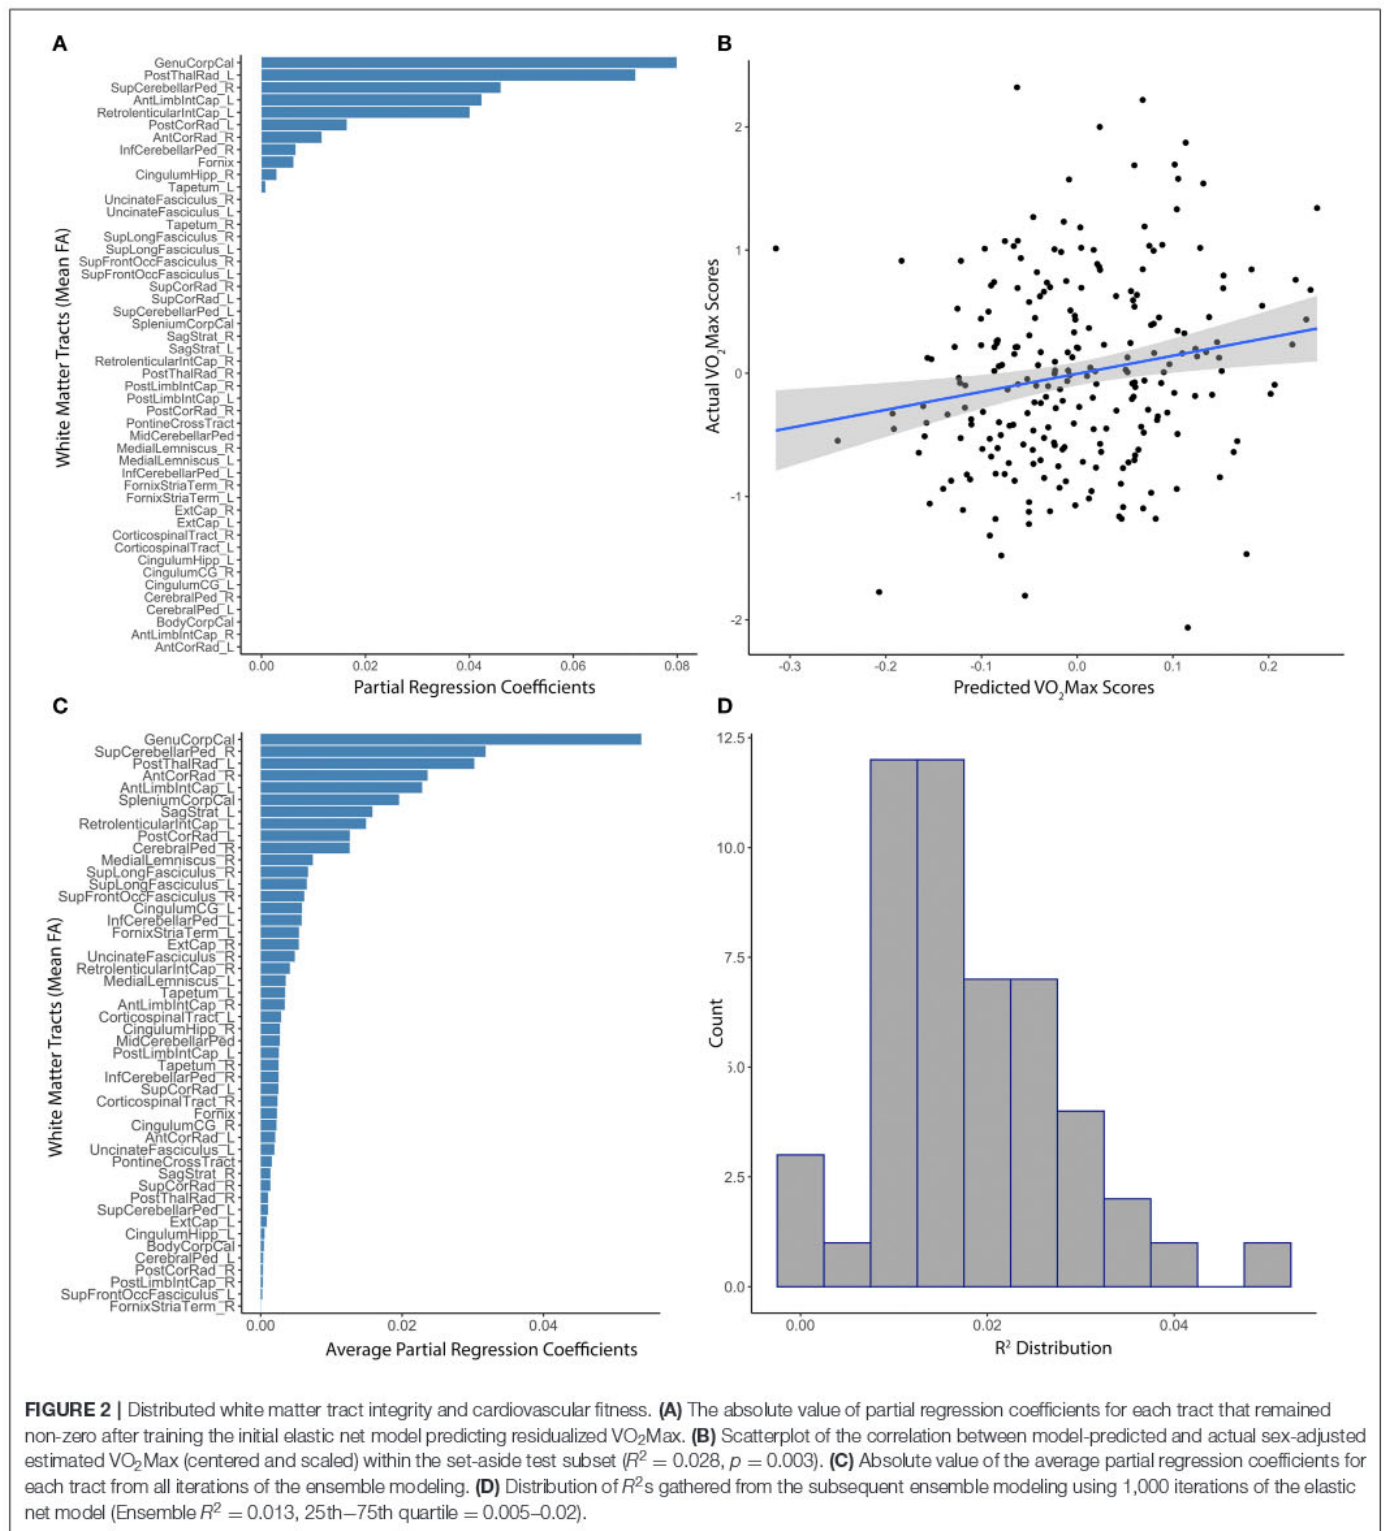 A
GenuCorpCal
PostThalRad_L
SupCerebellarPed_R
AntLimbIntCap_L
RetrolenticularIntCap_L
PostCorRad_L
AntCorRad_R
InfCerebellarPed_R
Fornix
CingulumHipp_R
Tapetum_L
UncinateFasciculus_R
UncinateFasciculus_L
Tapetum_R
SupLongFasciculus_R
SupLongFasciculus_L
SupFrontOccFasciculus_R
SupFrontOccFasciculus_L
SupCorRad_R
SupCorRad_L
SupCerebellarPed_L
SpleniumCorpCal
SagStrat_R
SagStrat_L
RetrolenticularIntCap_R
PostThalRad_R
PostLimbIntCap_R
PostLimbIntCap_L
PostCorRad_R
PontineCrossTract
MidCerebellarPed
MedialLemniscus_R
MedialLemniscus_L
InfCerebellarPed_L
FornixStriaTerm_R
FornixStriaTerm_L
ExtCap_R
ExtCap_L
CorticospinalTract_R
CorticospinalTract_L
CingulumHipp_L
CingulumCG_R
CingulumCG_L
CerebralPed_R
CerebralPed_L
BodyCorpCal
AntLimbIntCap_R
AntCorRad_L
White Matter Tracts (Mean FA)
0.00 0.02 0.04 0.06 0.08
Partial Regression Coefficients
B
2
1
0
-1
-2
Actual VO2Max Scores
-0.3 -0.2 -0.1 0.0 0.1 0.2
Predicted VO2Max Scores
C
GenuCorpCal
SupCerebellarPed_R
PostThalRad_L
AntCorRad_R
AntLimbIntCap_L
SpleniumCorpCal
SagStrat_L
RetrolenticularIntCap_L
PostCorRad_L
CerebralPed_R
MedialLemniscus_R
SupLongFasciculus_R
SupLongFasciculus_L
SupFrontOccFasciculus_R
CingulumCG_L
InfCerebellarPed_L
FornixStriaTerm_L
ExtCap_R
UncinateFasciculus_R
RetrolenticularIntCap_R
MedialLemniscus_L
Tapetum_L
AntLimbIntCap_R
CorticospinalTract_L
CingulumHipp_R
MidCerebellarPed
PostLimbIntCap_L
Tapetum_R
InfCerebellarPed_R
SupCorRad_L
CorticospinalTract_R
Fornix
CingulumCG_R
AntCorRad_L
UncinateFasciculus_L
PontineCrossTract
SagStrat_R
SupCorRad_R
PostThalRad_R
SupCerebellarPed_L
ExtCap_L
CingulumHipp_L
BodyCorpCal
CerebralPed_L
PostCorRad_R
PostLimbIntCap_R
SupFrontOccFasciculus_L
FornixStriaTerm_R
White Matter Tracts (Mean FA)
0.00 0.02 0.04
Average Partial Regression Coefficients
D
12.5
10.0
7.5
5.0
2.5
0.0
Count
0.00 0.02 0.04
R² Distribution
FIGURE 2 | Distributed white matter tract integrity and cardiovascular fitness. (A) The absolute value of partial regression coefficients for each tract that remained
non-zero after training the initial elastic net model predicting residualized VO2Max. (B) Scatterplot of the correlation between model-predicted and actual sex-adjusted
estimated VO2Max (centered and scaled) within the set-aside test subset (R² = 0.028, p = 0.003). (C) Absolute value of the average partial regression coefficients for
each tract from all iterations of the ensemble modeling. (D) Distribution of R²s gathered from the subsequent ensemble modeling using 1,000 iterations of the elastic
net model (Ensemble R² = 0.013, 25th–75th quartile = 0.005–0.02).